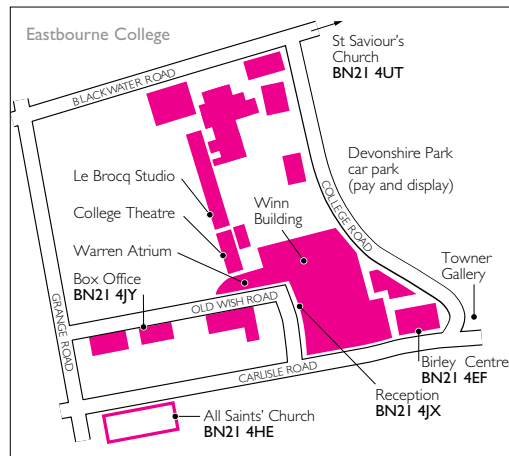 Eastbourne College
St Saviour's
Church
BN21 4UT
BLACKWATER ROAD
Devonshire Park
car park
(pay and display)
Le Brocq Studio
College Theatre
Winn
Building
COLLEGE ROAD
Warren Atrium
Box Office
BN21 4JY
Towner
Gallery
OLD WISH ROAD
GRANGE ROAD
CARLISLE ROAD
Birley Centre
BN21 4EF
Reception
BN21 4JX
All Saints' Church
BN21 4HE